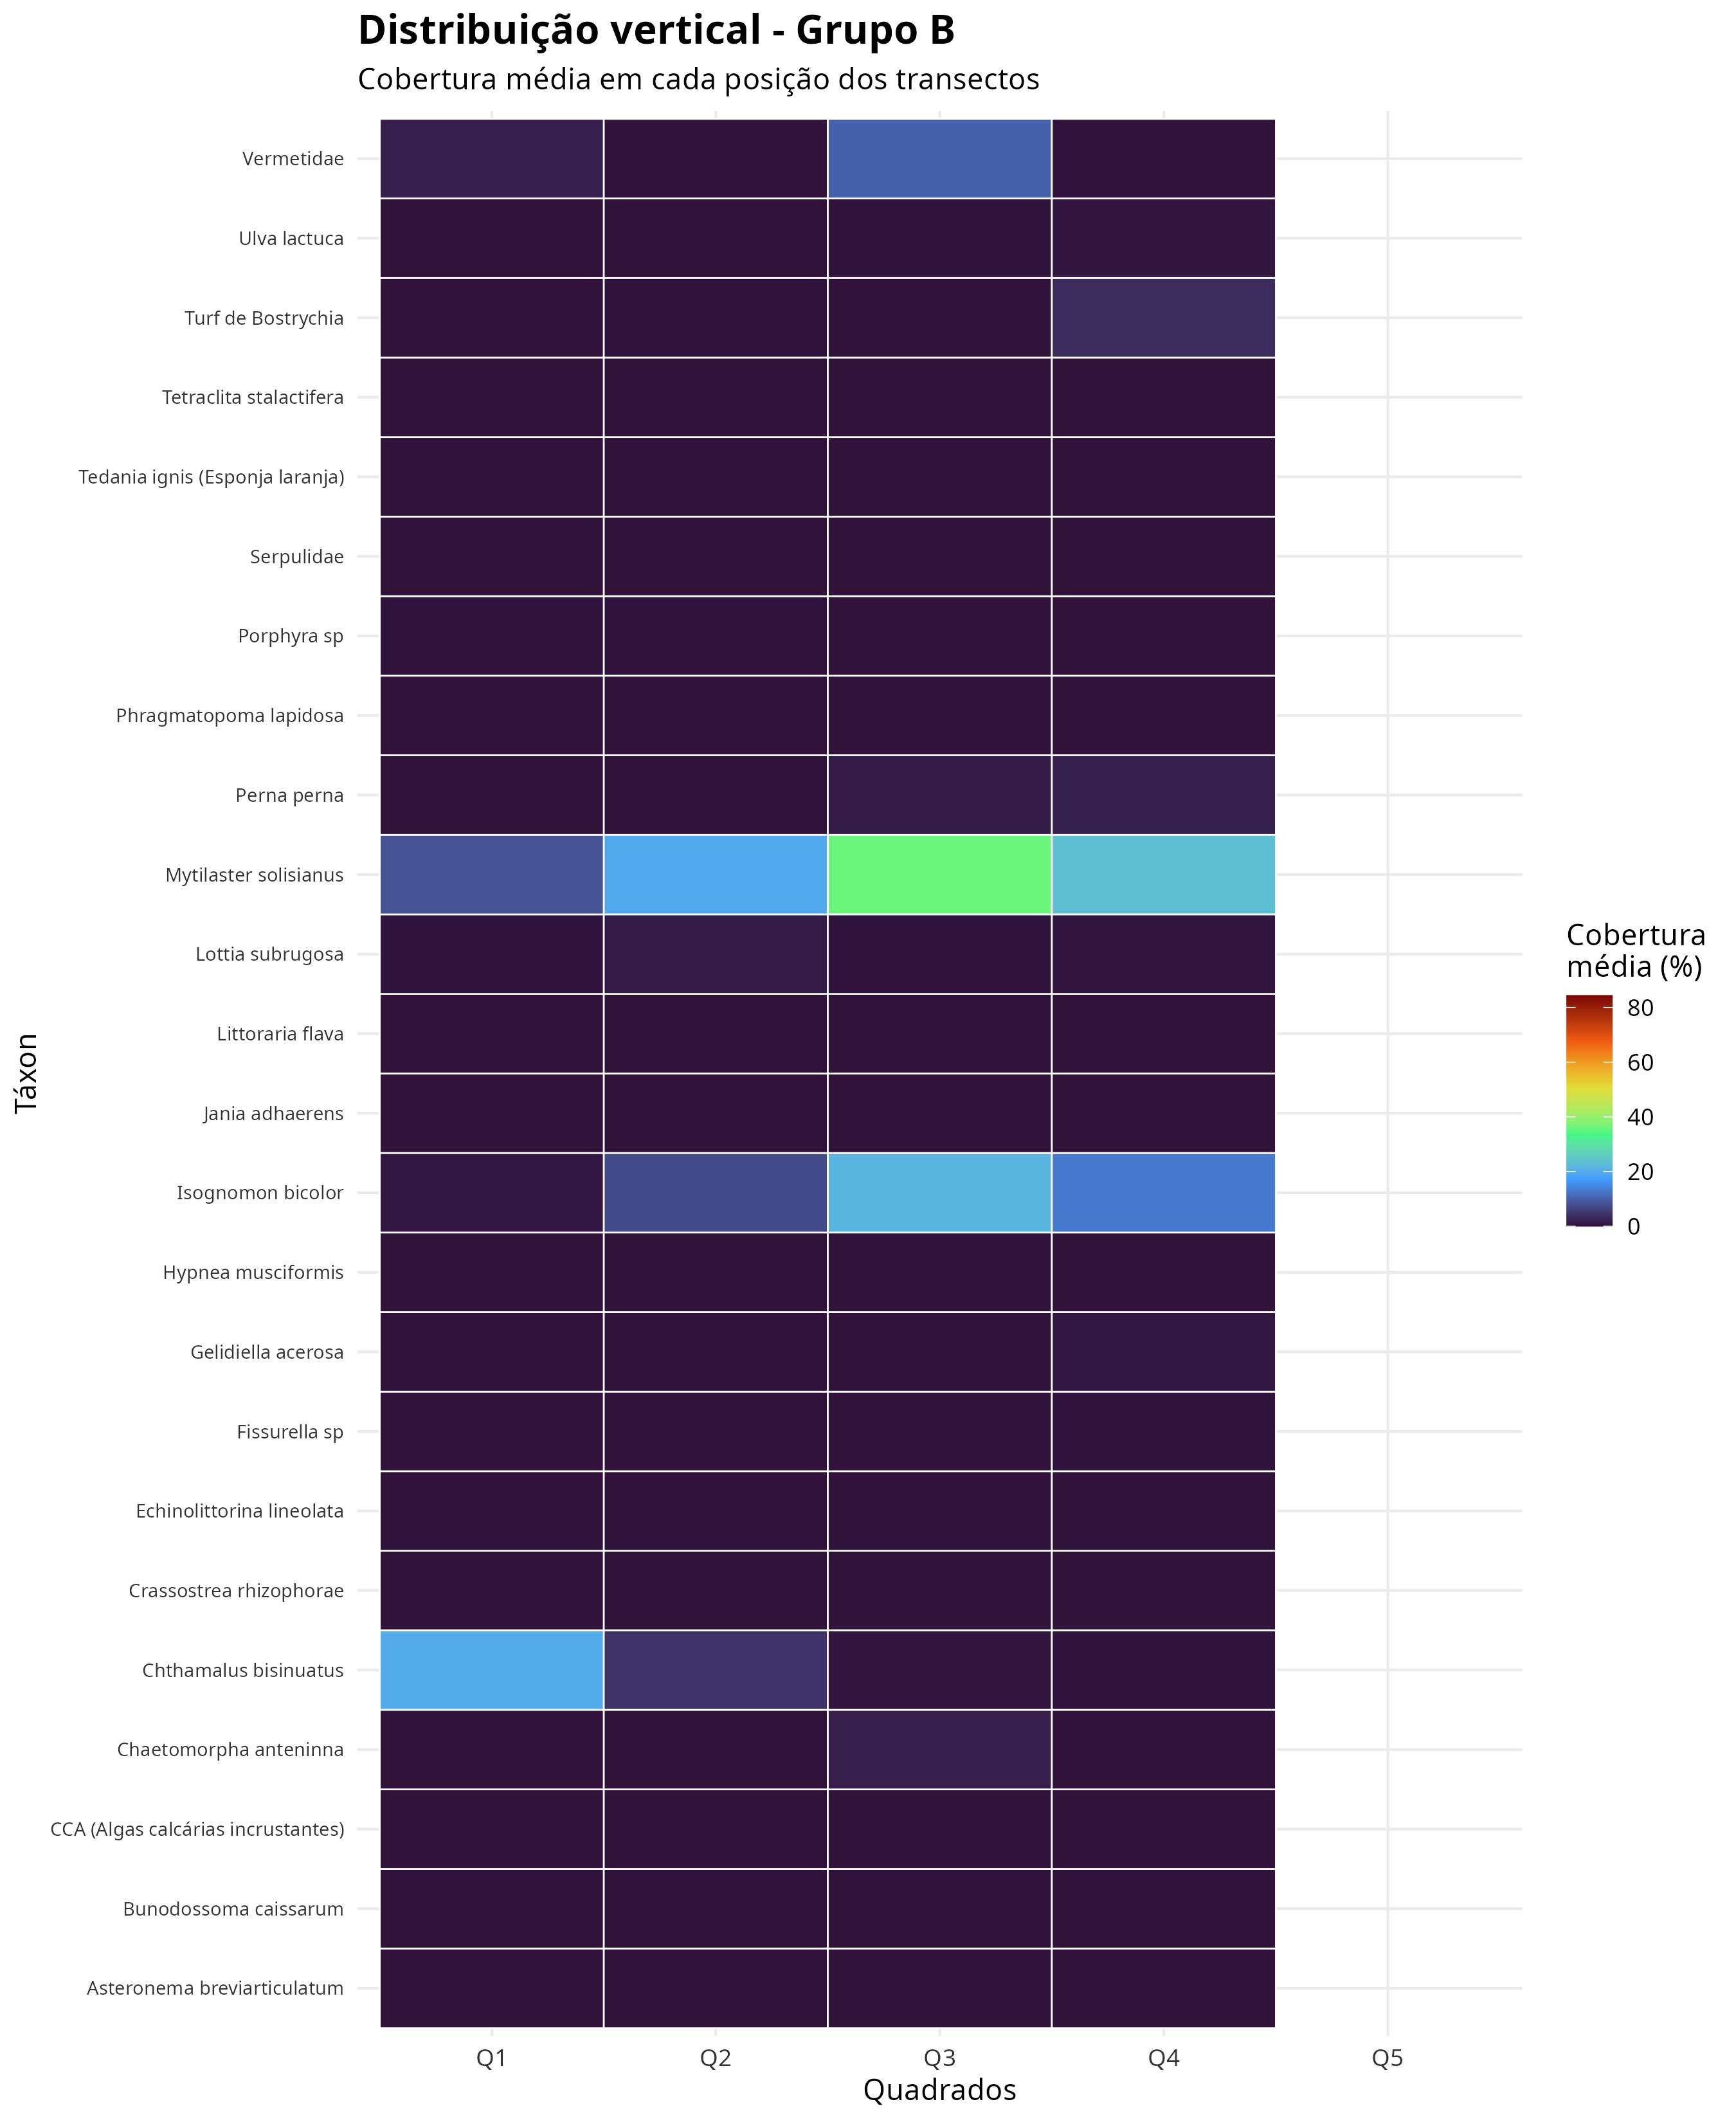 Distribuição vertical - Grupo B
Cobertura média em cada posição dos transectos
Táxon
Vermetidae
Ulva lactuca
Turf de Bostrychia
Tetraclita stalactifera
Tedania ignis (Esponja laranja)
Serpulidae
Porphyra sp
Phragmatopoma lapidosa
Perna perna
Mytilaster solisianus
Lottia subrugosa
Littoraria flava
Jania adhaerens
Isognomon bicolor
Hypnea musciformis
Gelidiella acerosa
Fissurella sp
Echinolittorina lineolata
Crassostrea rhizophorae
Chthamalus bisinuatus
Chaetomorpha anteninna
CCA (Algas calcárias incrustantes)
Bunodossoma caissarum
Asteronema breviarticulatum
Q1 Q2 Q3 Q4 Q5
Quadrados
Cobertura
média (%)
80
60
40
20
0